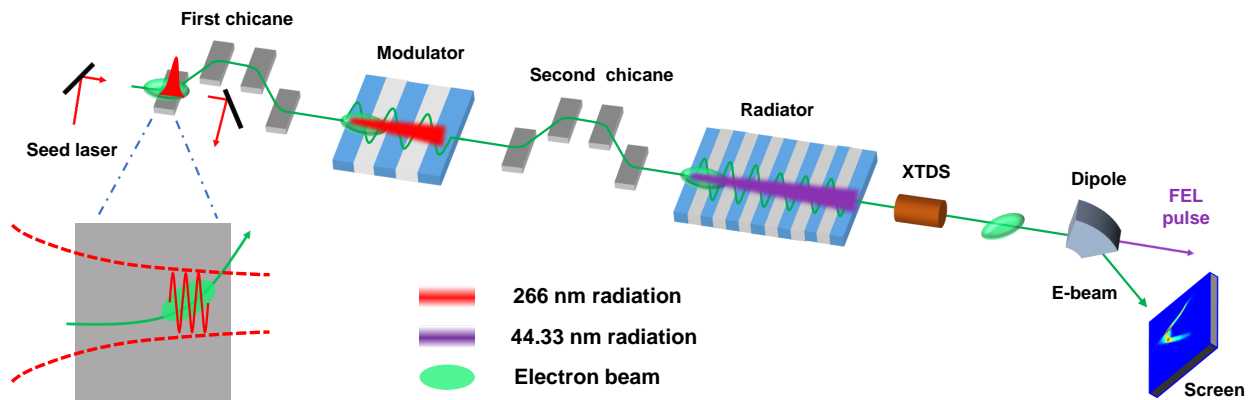 First chicane
Modulator
Second chicane
Radiator
XTDS
Dipole
Seed laser
FEL
pulse
E-beam
266 nm radiation
44.33 nm radiation
Electron beam
Screen